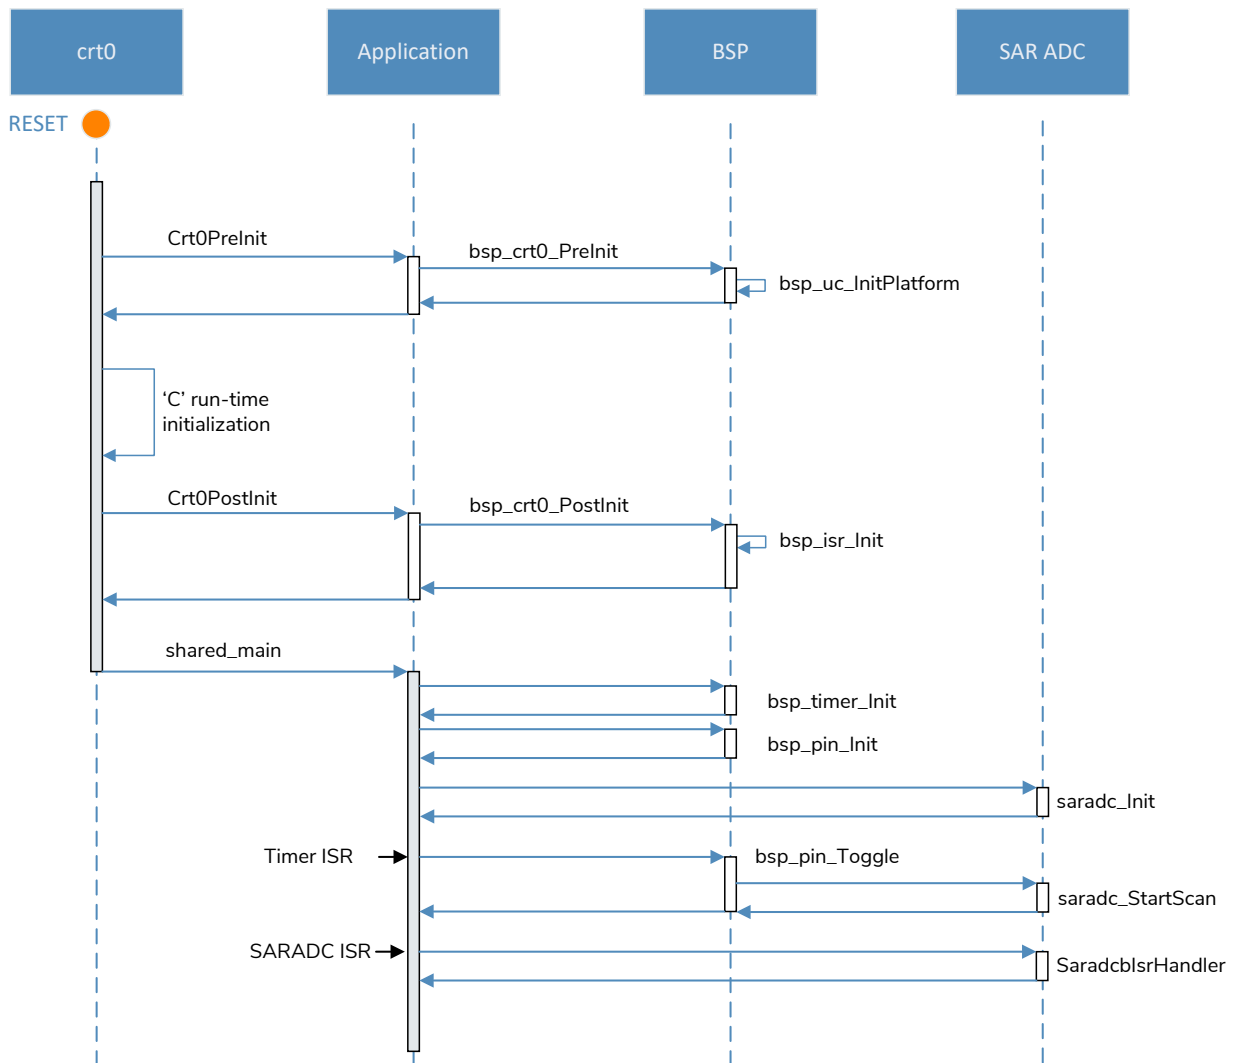 crt0
Application
BSP
SAR ADC
RESET
Crt0PreInit
bsp_crt0_PreInit
bsp_uc_InitPlatform
‘C’ run-time
initialization
Crt0PostInit
bsp_crt0_PostInit
bsp_isr_Init
shared_main
bsp_timer_Init
bsp_pin_Init
saradc_Init
Timer ISR
bsp_pin_Toggle
saradc_StartScan
SARADC ISR
SaradcbIsrHandler